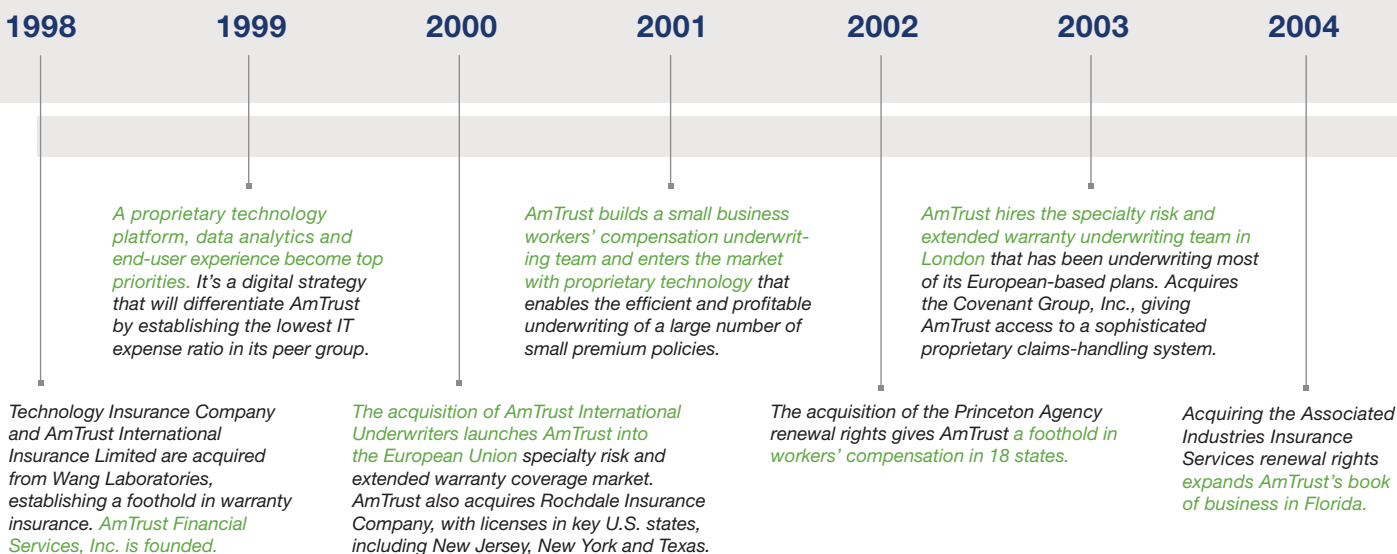 1998
1999
2000
2001
2002
2003
2004
A proprietary technology
platform, data analytics and
end-user experience become top
priorities. It's a digital strategy
that will differentiate AmTrust
by establishing the lowest IT
expense ratio in its peer group.
AmTrust builds a small business
workers' compensation underwrit-
ing team and enters the market
with proprietary technology that
enables the efficient and profitable
underwriting of a large number of
small premium policies.
AmTrust hires the specialty risk and
extended warranty underwriting team in
London that has been underwriting most
of its European-based plans. Acquires
the Covenant Group, Inc., giving
AmTrust access to a sophisticated
proprietary claims-handling system.
Technology Insurance Company
and AmTrust International
Insurance Limited are acquired
from Wang Laboratories,
establishing a foothold in warranty
insurance. AmTrust Financial
Services, Inc. is founded.
The acquisition of AmTrust International
Underwriters launches AmTrust into
the European Union specialty risk and
extended warranty coverage market.
AmTrust also acquires Rochdale Insurance
Company, with licenses in key U.S. states,
including New Jersey, New York and Texas.
The acquisition of the Princeton Agency
renewal rights gives AmTrust a foothold in
workers' compensation in 18 states.
Acquiring the Associated
Industries Insurance
Services renewal rights
expands AmTrust's book
of business in Florida.